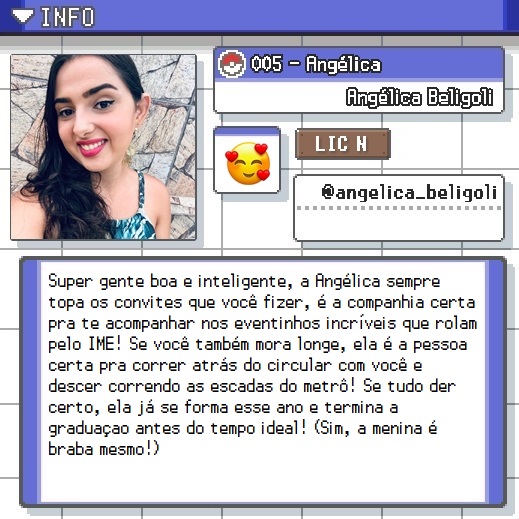 INFO
005 - Angélica
Angélica Beligoli
LIC N
@angelica_beligoli
Super gente boa e inteligente, a Angélica sempre
topa os convites que você fizer, é a companhia certa
pra te acompanhar nos eventinhos incríveis que rolam
pelo IME! Se você também mora longe, ela é a pessoa
certa pra correr atrás do circular com você e
descer correndo as escadas do metrô! Se tudo der
certo, ela já se forma esse ano e termina a
graduaçao antes do tempo ideal! (Sim, a menina é
braba mesmo!)